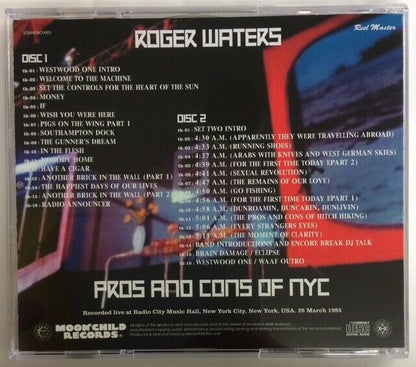 SOUNDBOARD
ROGER WATERS
Reel Master
DISC 1
tk-01 : WESTWOOD ONE INTRO
tk-02 : WELCOME TO THE MACHINE
tk-03 : SET THE CONTROLS FOR THE HEART OF THE SUN
tk-04 : MONEY
tk-05 : IF
tk-06 : WISH YOU WERE HERE
tk-07 : PIGS ON THE WING PART 1
tk-08 : SOUTHAMPTON DOCK
tk-09 : THE GUNNER'S DREAM
tk-10 : IN THE FLESH
tk-11 : NOBODY HOME
tk-12 : HAVE A CIGAR
tk-13 : ANOTHER BRICK IN THE WALL (PART 1)
tk-14 : THE HAPPIEST DAYS OF OUR LIVES
tk-15 : ANOTHER BRICK IN THE WALL (PART 2)
tk-16 : RADIO ANNOUNCER
DISC 2
tk-01 : SET TWO INTRO
tk-02 : 4:30 A.M. (APPARENTLY THEY WERE TRAVELLING ABROAD)
tk-03 : 4:33 A.M. (RUNNING SHOES)
tk-04 : 4:37 A.M. (ARABS WITH KNIVES AND WEST GERMAN SKIES)
tk-05 : 4:39 A.M. (FOR THE FIRST TIME TODAY EPART 2)
tk-06 : 4:41 A.M. (SEXUAL REVOLUTION)
tk-07 : 4:47 A.M. (THE REMAINS OF OUR LOVE)
tk-08 : 4:50 A.M. (GO FISHING)
tk-09 : 4:56 A.M. (FOR THE FIRST TIME TODAY EPART 1)
tk-10 : 4:58 A.M. (DUNROAMIN, DUNCARIN, DUNLIVIN)
tk-11 : 5:01 A.M. (THE PROS AND CONS OF HITCH HIKING)
tk-12 : 5:06 A.M. (EVERY STRANGERS EYES)
tk-13 : 5:11 A.M. (THE MOMENT OF CLARITY)
tk-14 : BAND INTRODUCTIONS AND ENCORE BREAK DJ TALK
tk-15 : BRAIN DAMAGE / ECLIPSE
tk-16 : WESTWOOD ONE / WAAF OUTRO
PROS AND CONS OF NYC
Recorded live at Radio City Music Hall, New York City, New York, USA. 28 March 1985
MOONCHILD
RECORDS.